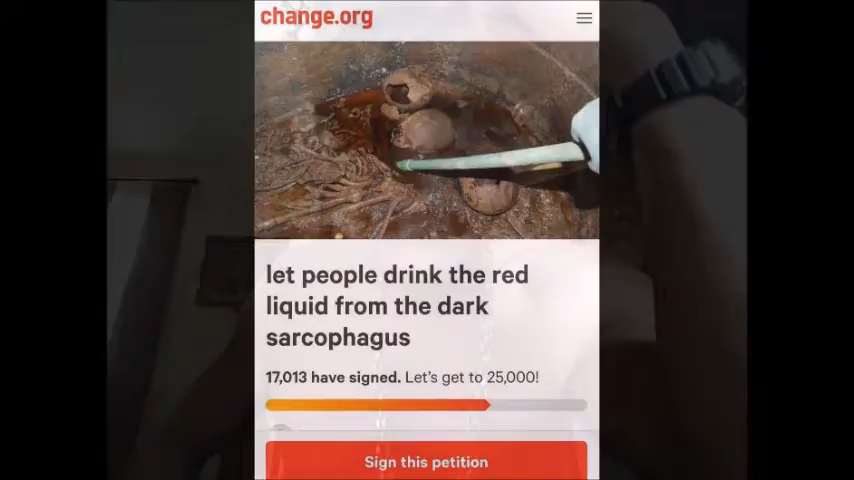 change.org
let people drink the red
liquid from the dark
sarcophagus
17,013 have signed. Let's get to 25,000!
Sign this petition